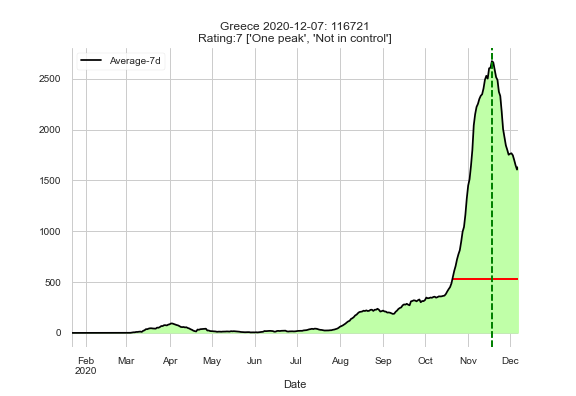 Greece 2020-12-07: 116721
Rating:7 ['One peak', 'Not in control']
Average-7d
2500
2000
1500
1000
500
0
Feb Mar Apr May Jun Jul Aug Sep Oct Nov Dec
2020
Date